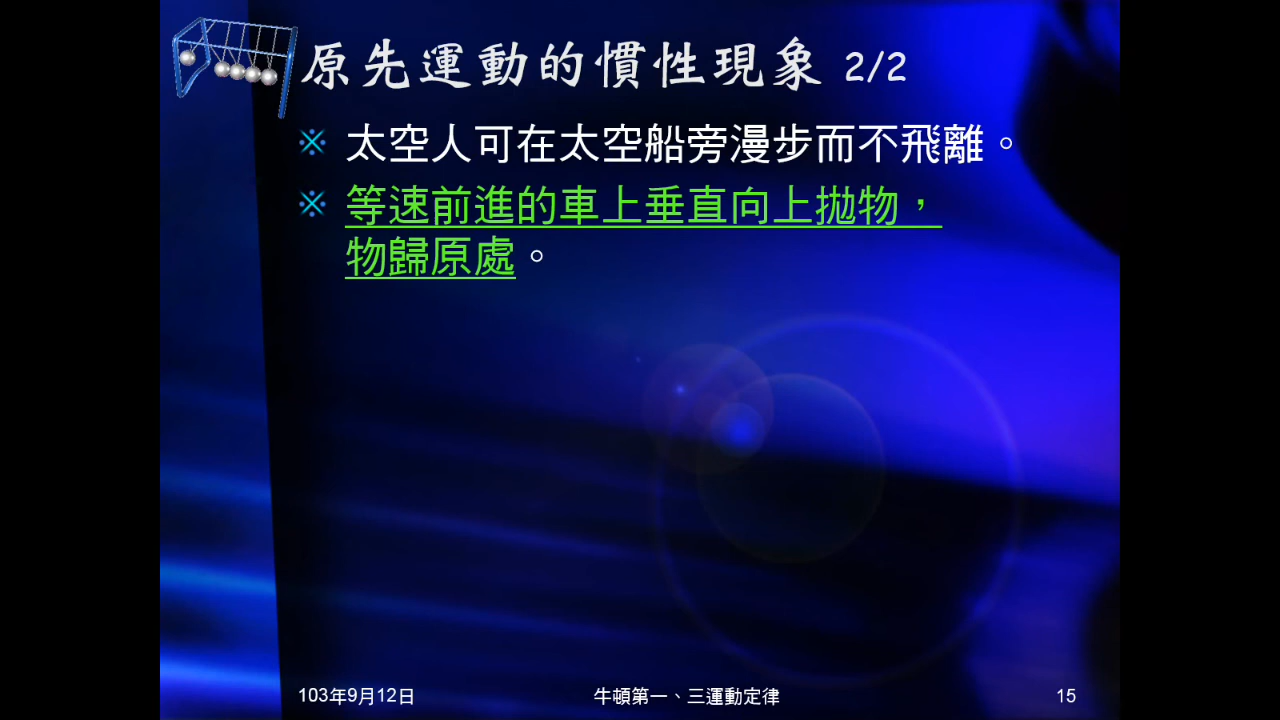 原先運動的慣性現象 2/2
※ 太空人可在太空船旁漫步而不飛離。
※ 等速前進的車上垂直向上拋物，
物歸原處。
103年9月12日 牛頓第一、三運動定律 15